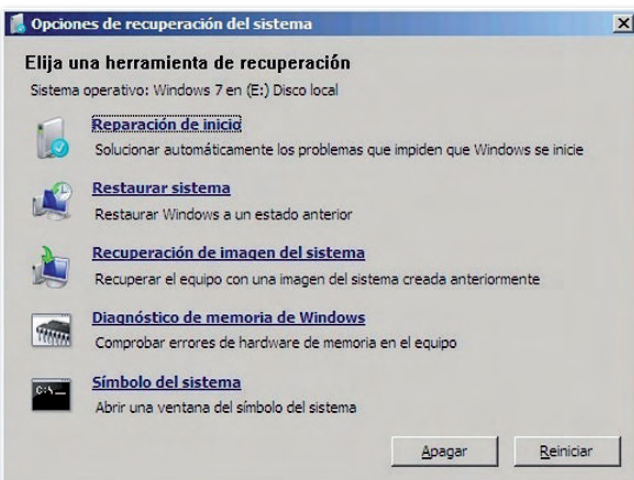 Opciones de recuperación del sistema
Elija una herramienta de recuperación
Sistema operativo: Windows 7 en (E:) Disco local
Reparación de inicio
Solucionar automáticamente los problemas que impiden que Windows se inicie
Restaurar sistema
Restaurar Windows a un estado anterior
Recuperación de imagen del sistema
Recuperar el equipo con una imagen del sistema creada anteriormente
Diagnóstico de memoria de Windows
Comprobar errores de hardware de memoria en el equipo
C:\_
Símbolo del sistema
Abrir una ventana del símbolo del sistema
Apagar Reiniciar